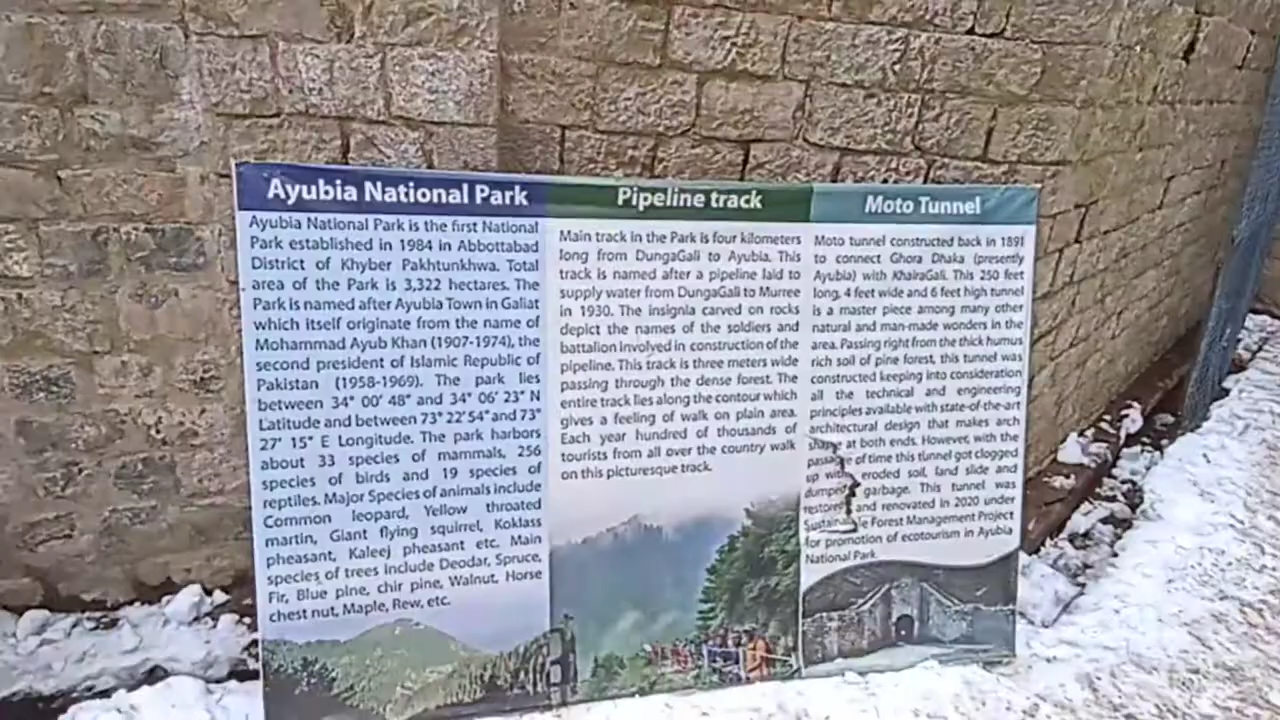 Ayubia National Park
Ayubia National Park is the first National
Park established in 1984 in Abbottabad
District of Khyber Pakhtunkhwa. Total
area of the Park is 3,322 hectares. The
Park is named after Ayubia Town in Galiat
which itself originate from the name of
Mohammad Ayub Khan (1907-1974), the
second president of Islamic Republic of
Pakistan (1958-1969). The park lies
between 34° 00' 48" and 34° 06' 23" N
Latitude and between 73° 22' 54" and 73°
27' 15" E Longitude. The park harbors
about 33 species of mammals, 256
species of birds and 19 species of
reptiles. Major Species of animals include
Common leopard, Yellow throated
martin, Giant flying squirrel, Koklass
pheasant, Kaleej pheasant etc. Main
species of trees include Deodar, Spruce,
Fir, Blue pine, chir pine, Walnut, Horse
chest nut, Maple, Rew, etc.
Pipeline track
Main track in the Park is four kilometers
long from DungaGali to Ayubia. This
track is named after a pipeline laid to
supply water from DungaGali to Murree
in 1930. The insignia carved on rocks
depict the names of the soldiers and
battalion involved in construction of the
pipeline. This track is three meters wide
passing through the dense forest. The
entire track lies along the contour which
gives a feeling of walk on plain area.
Each year hundred of thousands of
tourists from all over the country walk
on this picturesque track.
Moto Tunnel
Moto tunnel constructed back in 1891
to connect Ghora Dhaka (presently
Ayubia) with KhairaGali. This 250 feet
long, 4 feet wide and 6 feet high tunnel
is a master piece among many other
natural and man-made wonders in the
area. Passing right from the thick humus
rich soil of pine forest, this tunnel was
constructed keeping into consideration
all the technical and engineering
principles available with state-of-the-art
architectural design that makes arch
shape at both ends. However, with the
passage of time this tunnel got clogged
up with eroded soil, land slide and
dumped garbage. This tunnel was
restored and renovated in 2020 under
Sustainable Forest Management Project
for promotion of ecotourism in Ayubia
National Park.